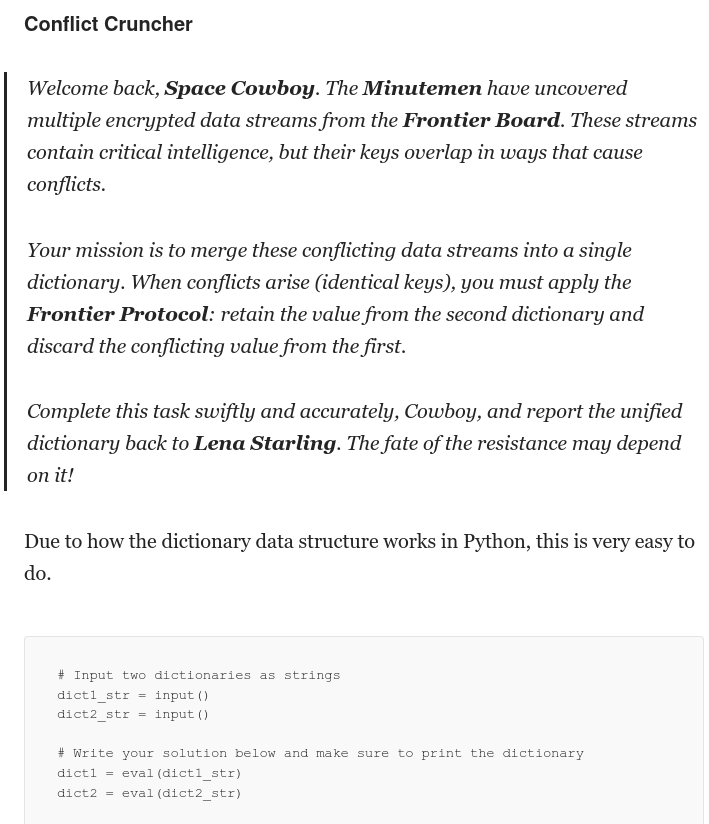 Conflict Cruncher
Welcome back, Space Cowboy. The Minutemen have uncovered
multiple encrypted data streams from the Frontier Board. These streams
contain critical intelligence, but their keys overlap in ways that cause
conflicts.
Your mission is to merge these conflicting data streams into a single
dictionary. When conflicts arise (identical keys), you must apply the
Frontier Protocol: retain the value from the second dictionary and
discard the conflicting value from the first.
Complete this task swiftly and accurately, Cowboy, and report the unified
dictionary back to Lena Starling. The fate of the resistance may depend
on it!
Due to how the dictionary data structure works in Python, this is very easy to
do.
# Input two dictionaries as strings
dict1_str = input()
dict2_str = input()
# Write your solution below and make sure to print the dictionary
dict1 = eval(dict1_str)
dict2 = eval(dict2_str)